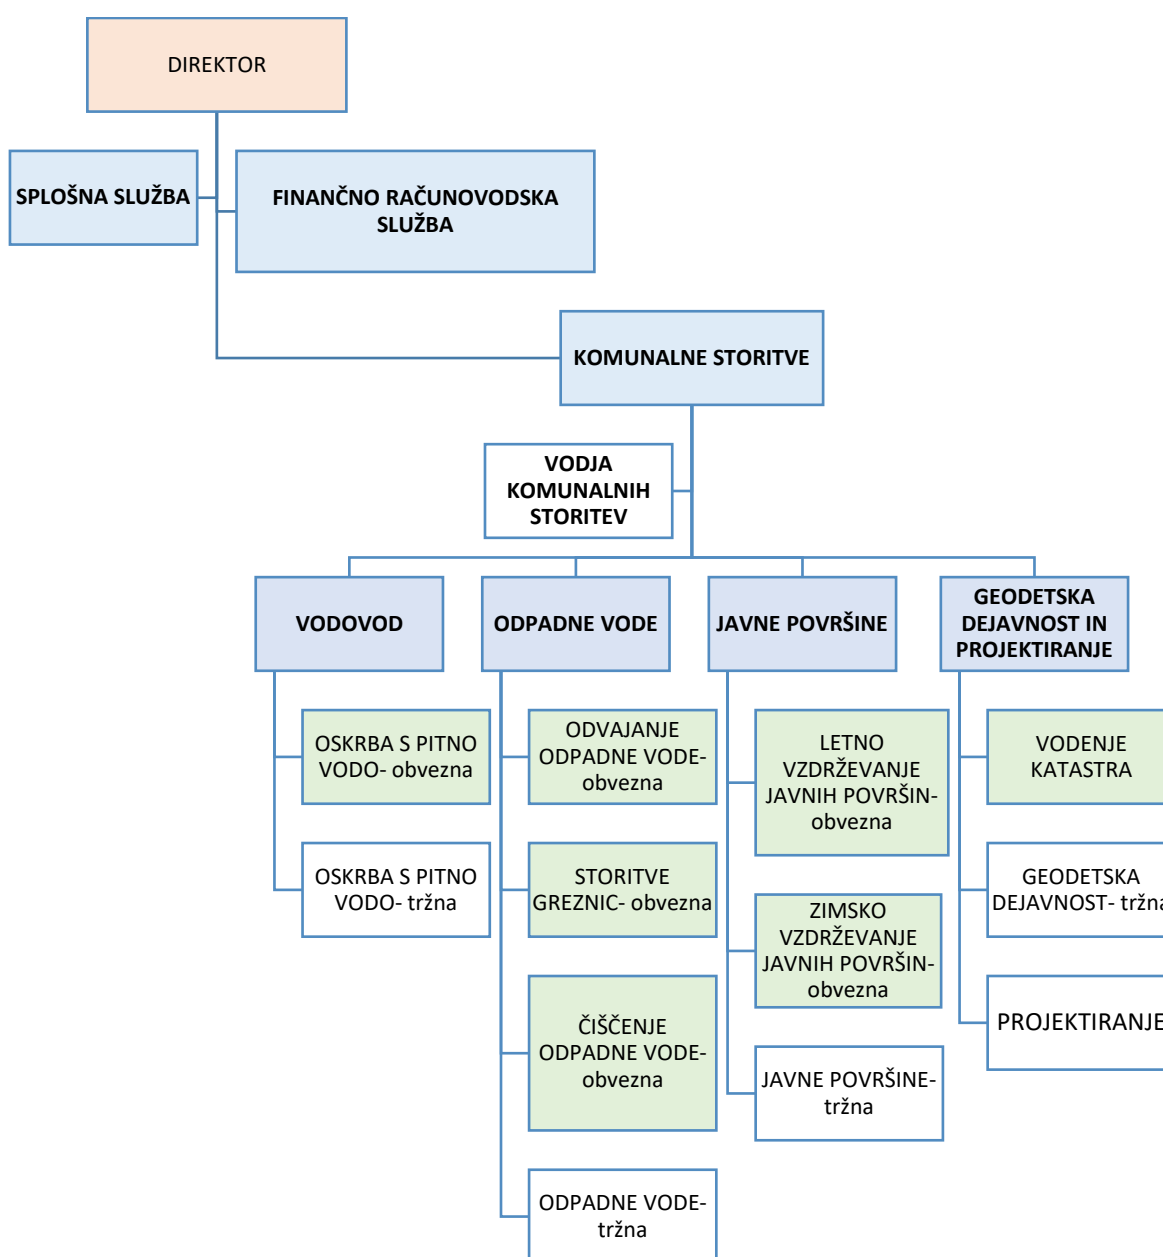 DIREKTOR
SPLOŠNA SLUŽBA
FINANČNO RAČUNOVODSKA
SLUŽBA
KOMUNALNE STORITVE
VODJA
KOMUNALNIH
STORITEV
VODOVOD
ODPADNE VODE
JAVNE POVRŠINE
GEODETSKA
DEJAVNOST IN
PROJEKTIRANJE
OSKRBA S PITNO
VODO- obvezna
OSKRBA S PITNO
VODO- tržna
ODVAJANJE
ODPADNE VODE-
obvezna
STORITVE
GREZNIC- obvezna
ČIŠČENJE
ODPADNE VODE-
obvezna
ODPADNE VODE-
tržna
LETNO
VZDRŽEVANJE
JAVNIH POVRŠIN-
obvezna
ZIMSKO
VZDRŽEVANJE
JAVNIH POVRŠIN-
obvezna
JAVNE POVRŠINE-
tržna
VODENJE
KATASTRA
GEODETSKA
DEJAVNOST- tržna
PROJEKTIRANJE